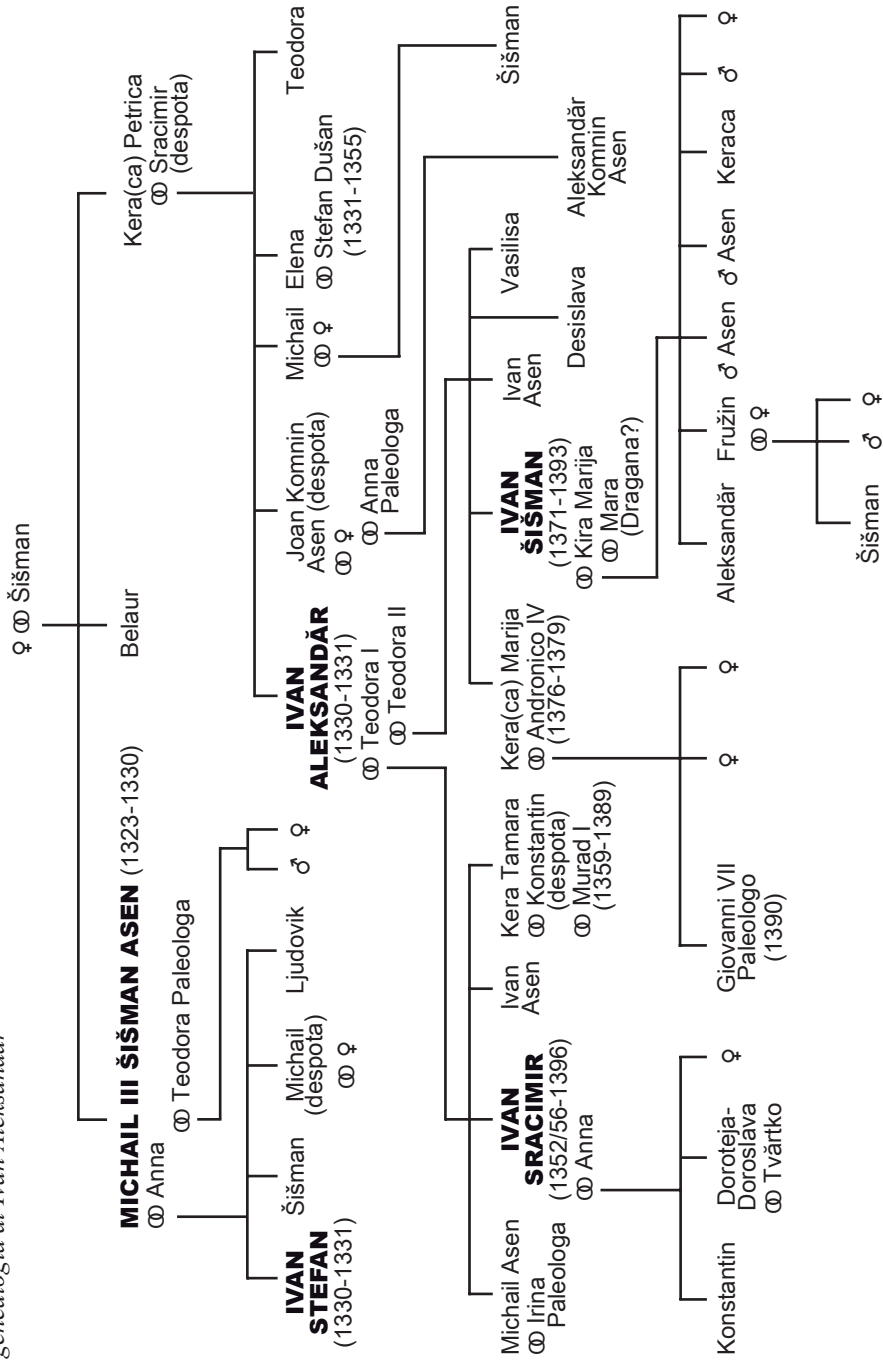 genealogia di Ivan Aleksandăr
♀ ⚭ Šišman
MICHAIL III ŠIŠMAN ASEN (1323-1330)
⚭ Anna
⚭ Teodora Paleologa
Belaur
Kera(ca) Petrica
⚭ Sracimir
(despota)
IVAN
STEFAN
(1330-1331)
Šišman
Michail
(despota)
⚭ ♀
Ljudovik
♂
♀
IVAN
ALEKSANDĂR
(1330-1331)
⚭ Teodora I
⚭ Teodora II
Joan Komnin
Asen (despota)
⚭ ♀
⚭ Anna
Paleologa
Michail
⚭ ♀
Elena
⚭ Stefan Dušan
(1331-1355)
Teodora
Michail Asen
⚭ Irina
Paleologa
IVAN
SRACIMIR
(1352/56-1396)
⚭ Anna
Ivan
Asen
Kera Tamara
⚭ Konstantin
(despota)
⚭ Murad I
(1359-1389)
Kera(ca) Marija
⚭ Andronico IV
(1376-1379)
IVAN
ŠIŠMAN
(1371-1393)
⚭ Kira Marija
⚭ Mara
(Dragana?)
Ivan
Asen
Desislava
Vasilisa
Aleksandăr
Komnin
Asen
Šišman
Konstantin
Doroteja-
Doroslava
⚭ Tvărtko
♀
Giovanni VII
Paleologo
(1390)
♀
♀
Aleksandăr
Fružin
⚭ ♀
♂ Asen
♂ Asen
Keraca
♂
♀
Šišman
♂
♀